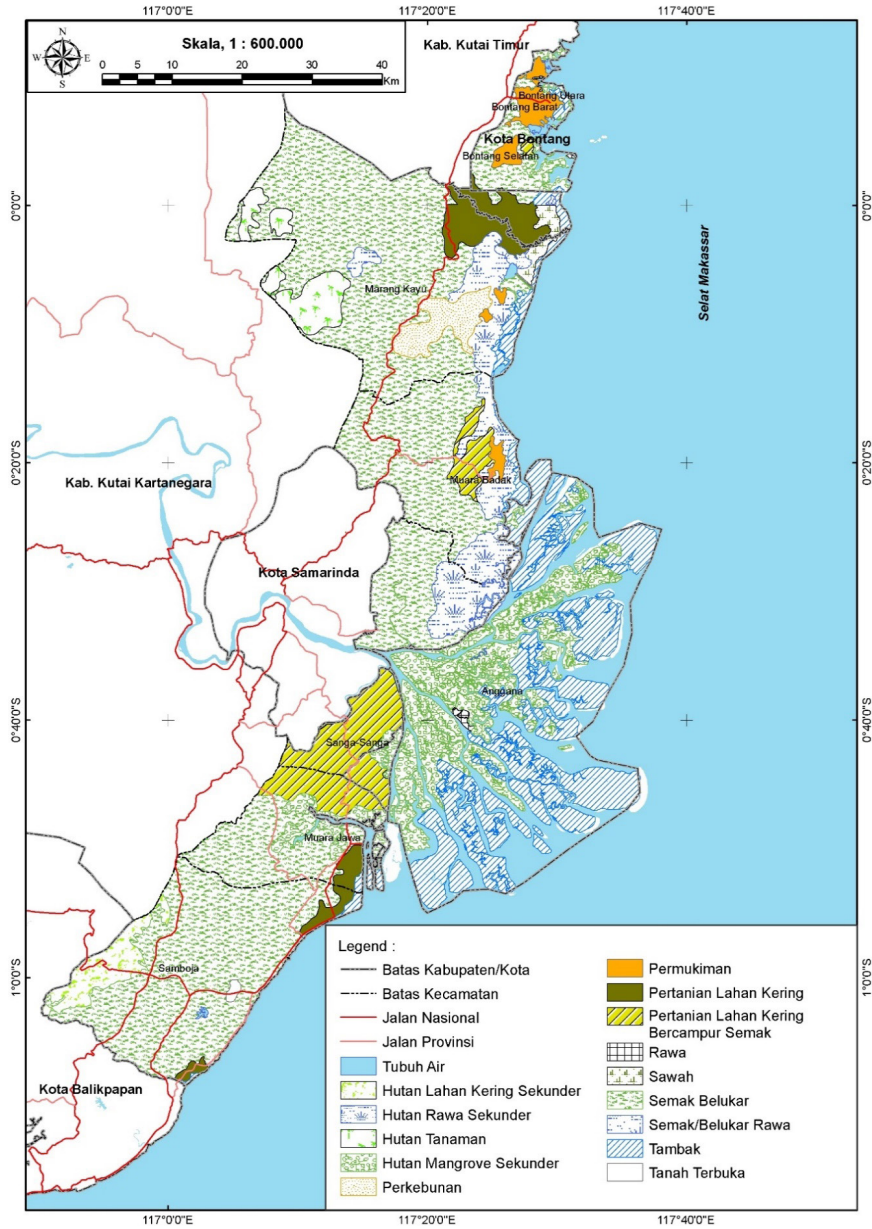 117°0'0"E
117°20'0"E
117°40'0"E
N
W
E
S
Skala, 1 : 600.000
0
5
10
20
30
40
Km
Kab. Kutai Timur
Bontang Utara
Bontang Barat
Kota Bontang
Bontang Selatan
0°0'0"
0°0'0"
Selat Makassar
Marang Kayu
0°20'0"S
0°20'0"S
Kab. Kutai Kartanegara
Muara Badak
Kota Samarinda
Anggana
0°40'0"S
0°40'0"S
Sanga-Sanga
Muara Jawa
Samboja
1°0'0"S
1°0'0"S
Kota Balikpapan
Legend :
Batas Kabupaten/Kota
Batas Kecamatan
Jalan Nasional
Jalan Provinsi
Tubuh Air
Hutan Lahan Kering Sekunder
Hutan Rawa Sekunder
Hutan Tanaman
Hutan Mangrove Sekunder
Perkebunan
Permukiman
Pertanian Lahan Kering
Pertanian Lahan Kering
Bercampur Semak
Rawa
Sawah
Semak Belukar
Semak/Belukar Rawa
Tambak
Tanah Terbuka
117°0'0"E
117°20'0"E
117°40'0"E